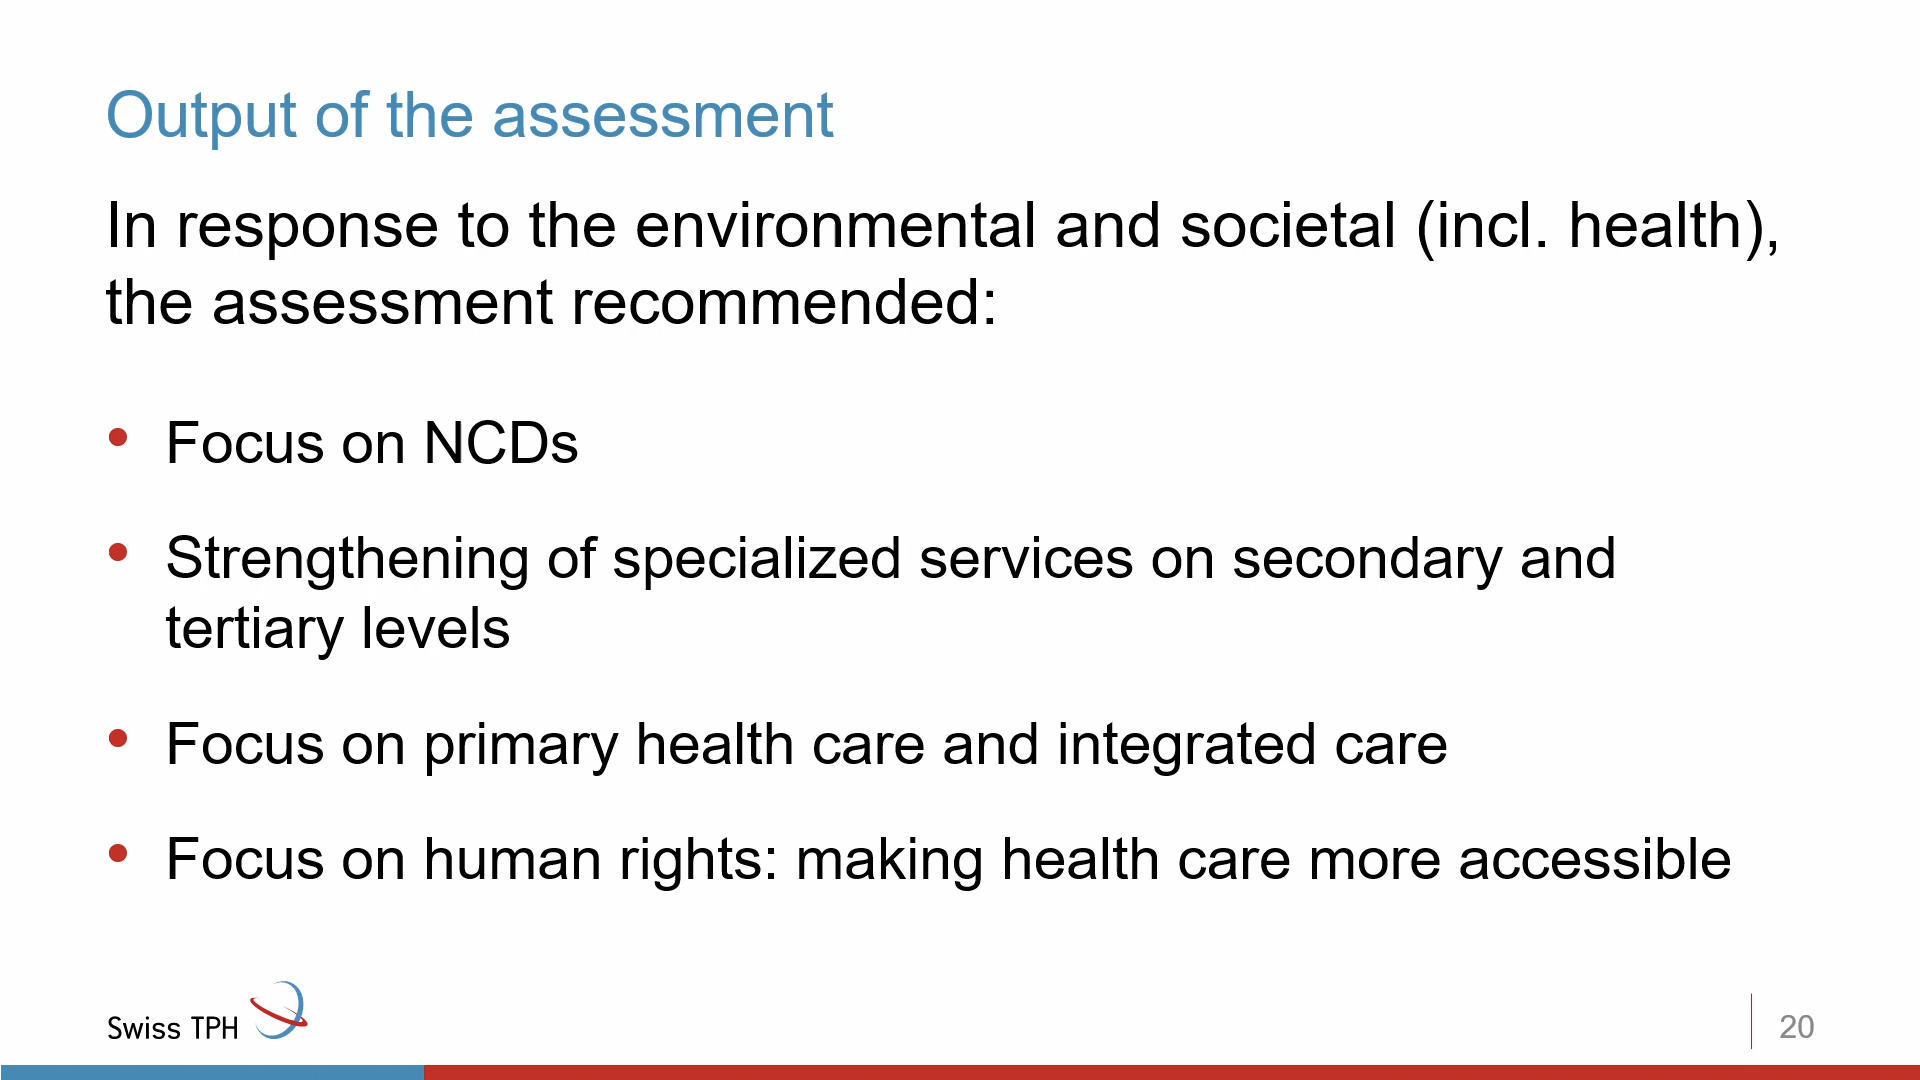 Output of the assessment
In response to the environmental and societal (incl. health),
the assessment recommended:
• Focus on NCDs
• Strengthening of specialized services on secondary and
tertiary levels
• Focus on primary health care and integrated care
• Focus on human rights: making health care more accessible
Swiss TPH
20